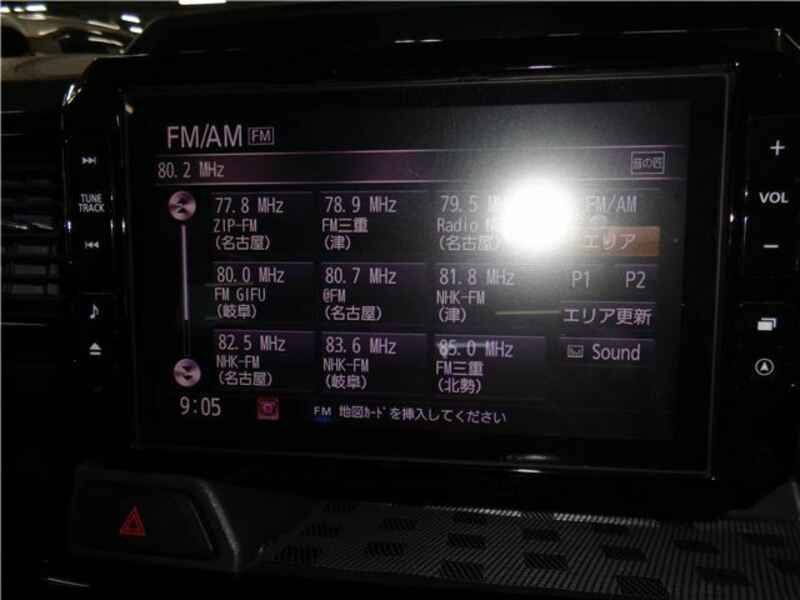 FM/AM FM
80.2 MHz 音の匠
77.8 MHz
ZIP-FM
(名古屋)
78.9 MHz
FM三重
(津)
79.5 MHz
Radio
(名古屋)
FM/AM
エリア
80.0 MHz
FM GIFU
(岐阜)
80.7 MHz
@FM
(名古屋)
81.8 MHz
NHK-FM
(津)
P1 P2
エリア更新
82.5 MHz
NHK-FM
(名古屋)
83.6 MHz
NHK-FM
(岐阜)
85.0 MHz
FM三重
(北勢)
Sound
9:05 FM 地図ｶｰﾄﾞを挿入してください
TUNE
TRACK
+
VOL
-